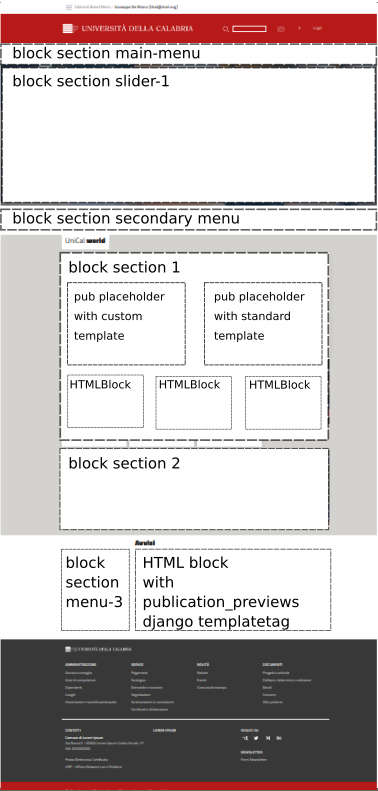 UNIVERSITÀ DELLA CALABRIA
Login
block section main-menu
block section slider-1
block section secondary menu
UniCal world
block section 1
pub placeholder
with custom
template
pub placeholder
with standard
template
HTMLBlock
HTMLBlock
HTMLBlock
block section 2
Avvisi
block
section
menu-3
HTML block
with
publication_previews
django templatetag
UNIVERSITÀ DELLA CALABRIA
AMMINISTRAZIONE
SERVIZI
NOVITÀ
DOCUMENTI
CONTATTI
LOREM IPSUM
SEGUICI SU
NEWSLETTER